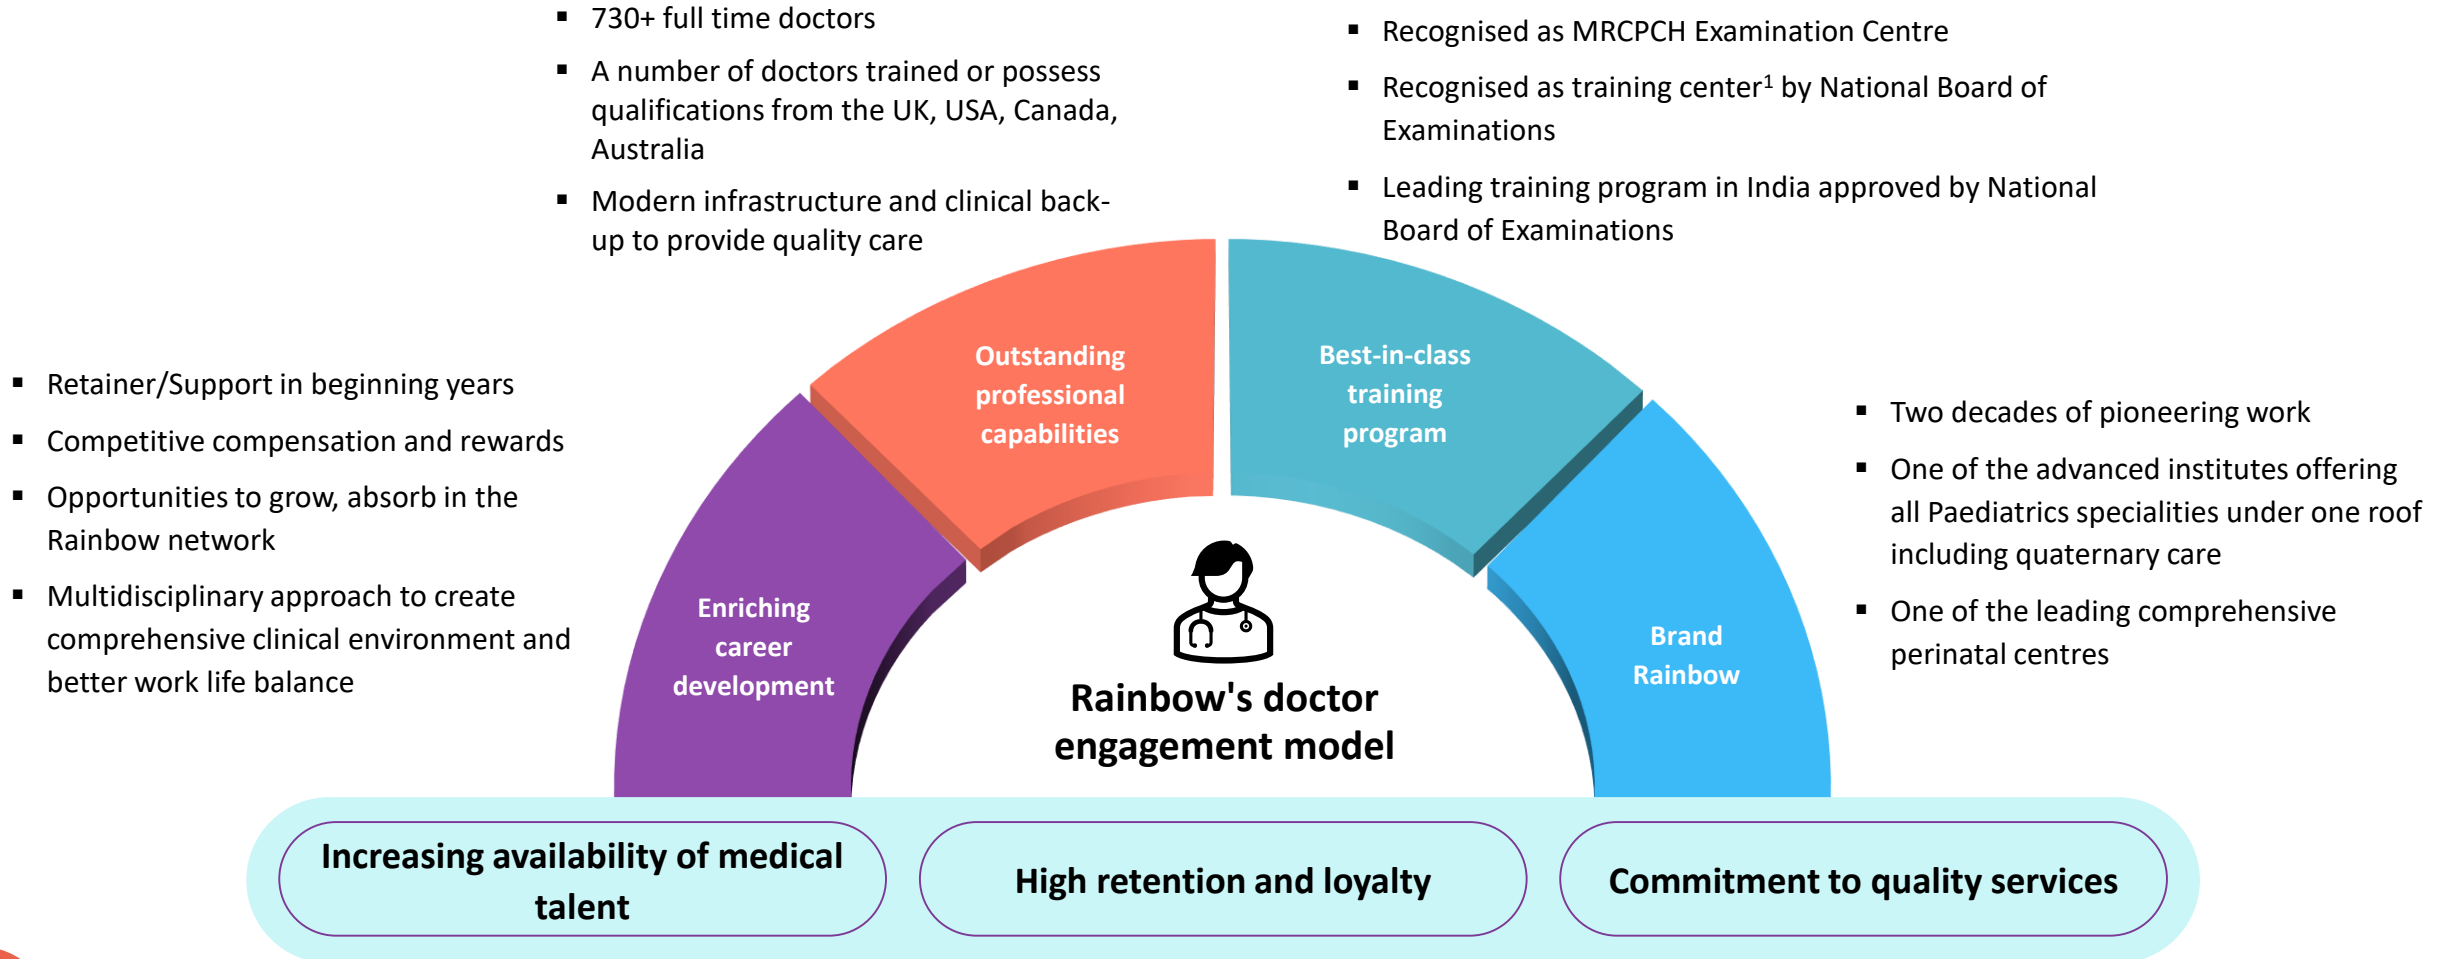 ▪ 730+ full time doctors
▪ A number of doctors trained or possess
qualifications from the UK, USA, Canada,
Australia
▪ Modern infrastructure and clinical back-
up to provide quality care
▪ Recognised as MRCPCH Examination Centre
▪ Recognised as training center¹ by National Board of
Examinations
▪ Leading training program in India approved by National
Board of Examinations
▪ Retainer/Support in beginning years
▪ Competitive compensation and rewards
▪ Opportunities to grow, absorb in the
Rainbow network
▪ Multidisciplinary approach to create
comprehensive clinical environment and
better work life balance
Enriching
career
development
Outstanding
professional
capabilities
Best-in-class
training
program
Brand
Rainbow
▪ Two decades of pioneering work
▪ One of the advanced institutes offering
all Paediatrics specialities under one roof
including quaternary care
▪ One of the leading comprehensive
perinatal centres
Rainbow's doctor
engagement model
Increasing availability of medical
talent
High retention and loyalty
Commitment to quality services